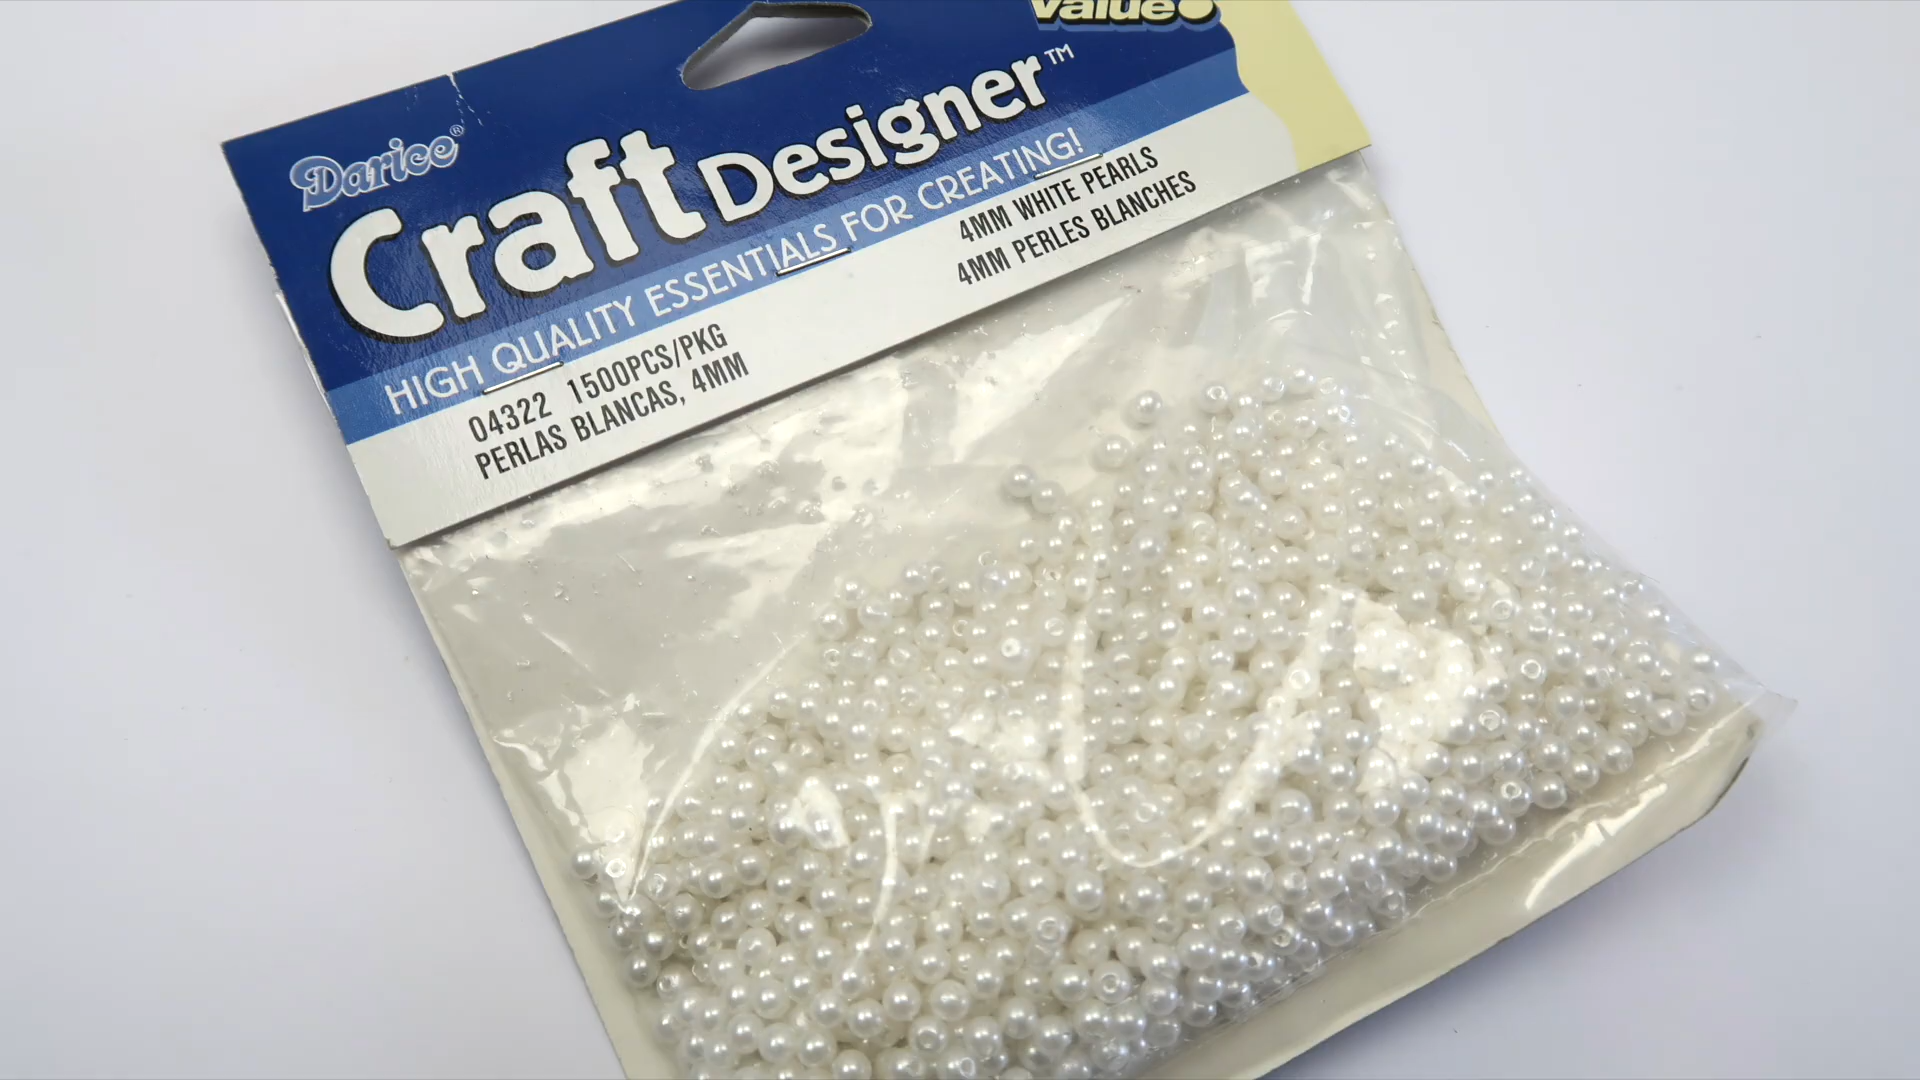 Value!
Darice®
Craft Designer™
HIGH QUALITY ESSENTIALS FOR CREATING!
04322 1500PCS/PKG
PERLAS BLANCAS, 4MM
4MM WHITE PEARLS
4MM PERLES BLANCHES